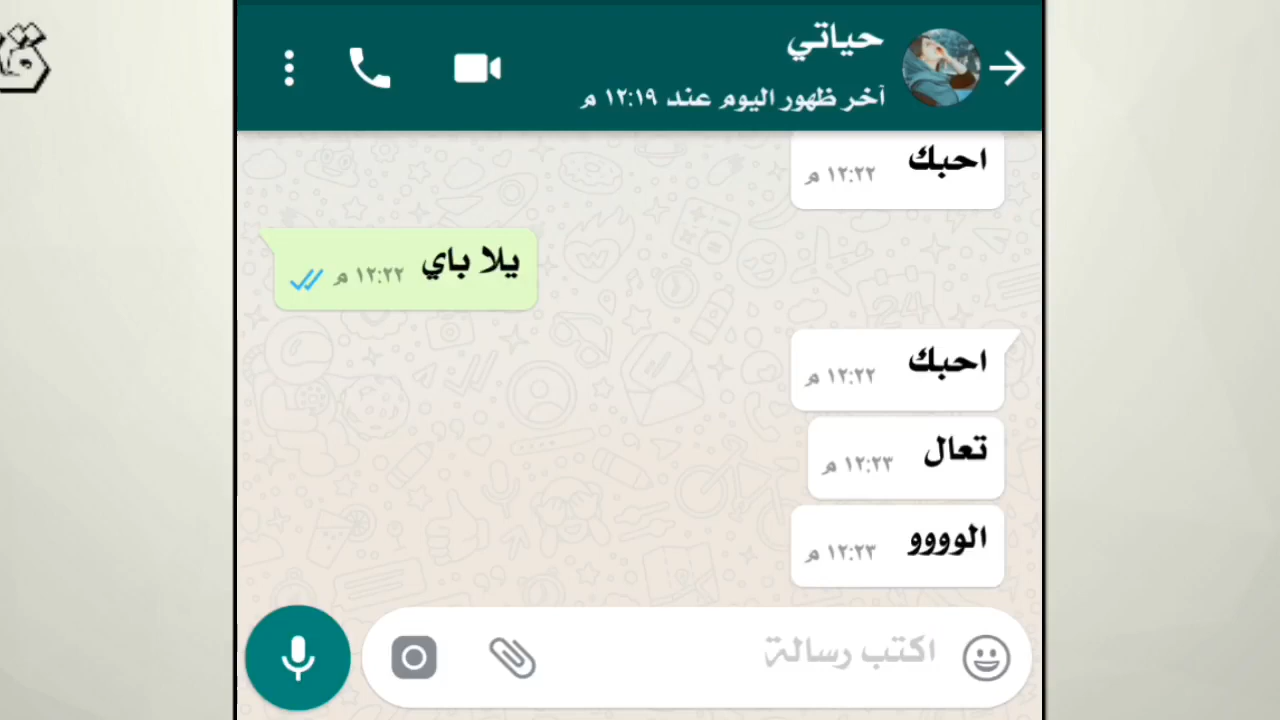 حياتي
آخر ظهور اليوم عند ١٢:١٩ م
احبك ١٢:٢٢ م
يلا باي ١٢:٢٢ م
احبك ١٢:٢٢ م
تعال ١٢:٢٣ م
الوووو ١٢:٢٣ م
اكتب رسالة